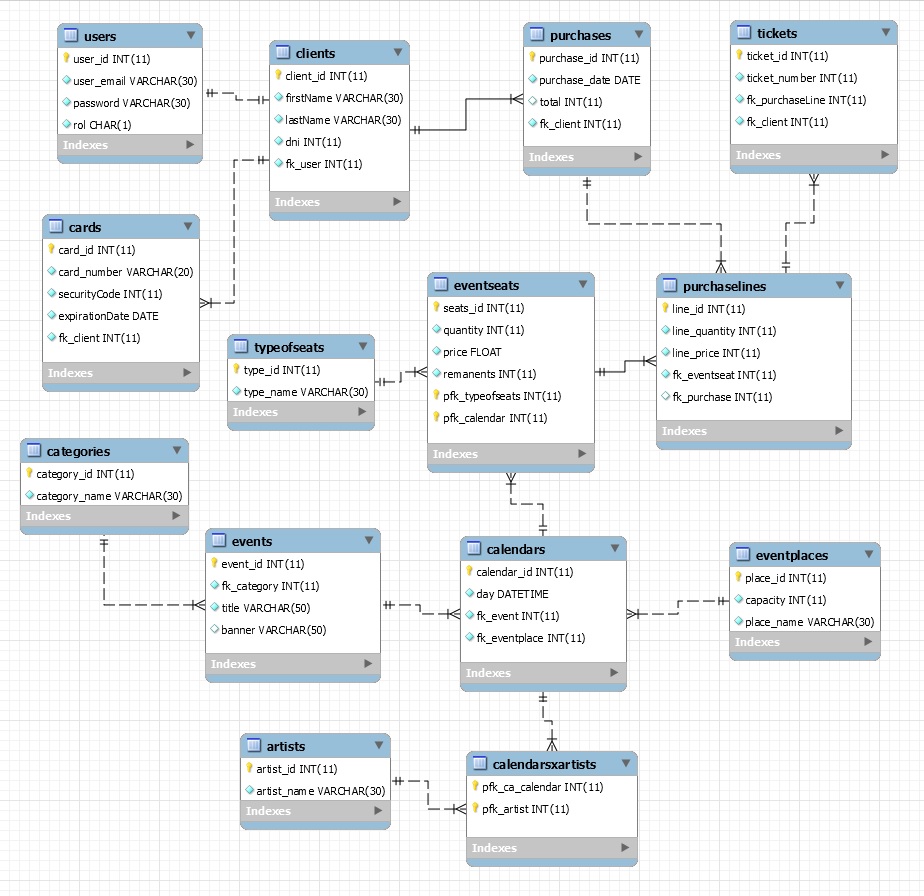 users
user_id INT(11)
user_email VARCHAR(30)
password VARCHAR(30)
rol CHAR(1)
Indexes
clients
client_id INT(11)
firstName VARCHAR(30)
lastName VARCHAR(30)
dni INT(11)
fk_user INT(11)
Indexes
purchases
purchase_id INT(11)
purchase_date DATE
total INT(11)
fk_client INT(11)
Indexes
tickets
ticket_id INT(11)
ticket_number INT(11)
fk_purchaseLine INT(11)
fk_client INT(11)
Indexes
cards
card_id INT(11)
card_number VARCHAR(20)
securityCode INT(11)
expirationDate DATE
fk_client INT(11)
Indexes
typeofseats
type_id INT(11)
type_name VARCHAR(30)
Indexes
eventseats
seats_id INT(11)
quantity INT(11)
price FLOAT
remanents INT(11)
pfk_typeofseats INT(11)
pfk_calendar INT(11)
Indexes
purchaselines
line_id INT(11)
line_quantity INT(11)
line_price INT(11)
fk_eventseat INT(11)
fk_purchase INT(11)
Indexes
categories
category_id INT(11)
category_name VARCHAR(30)
Indexes
events
event_id INT(11)
fk_category INT(11)
title VARCHAR(50)
banner VARCHAR(50)
Indexes
calendars
calendar_id INT(11)
day DATETIME
fk_event INT(11)
fk_eventplace INT(11)
Indexes
eventplaces
place_id INT(11)
capacity INT(11)
place_name VARCHAR(30)
Indexes
artists
artist_id INT(11)
artist_name VARCHAR(30)
Indexes
calendarsxartists
pfk_ca_calendar INT(11)
pfk_artist INT(11)
Indexes